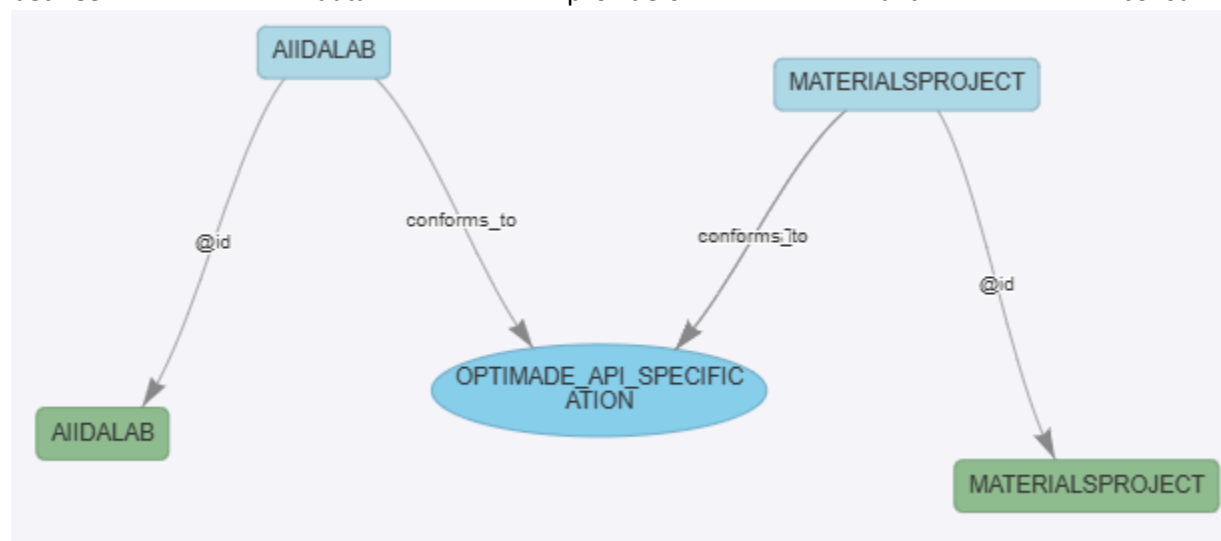 AIIDALAB
MATERIALSPROJECT
conforms_to
conforms_to
@id
@id
OPTIMADE_API_SPECIFIC
ATION
AIIDALAB
MATERIALSPROJECT